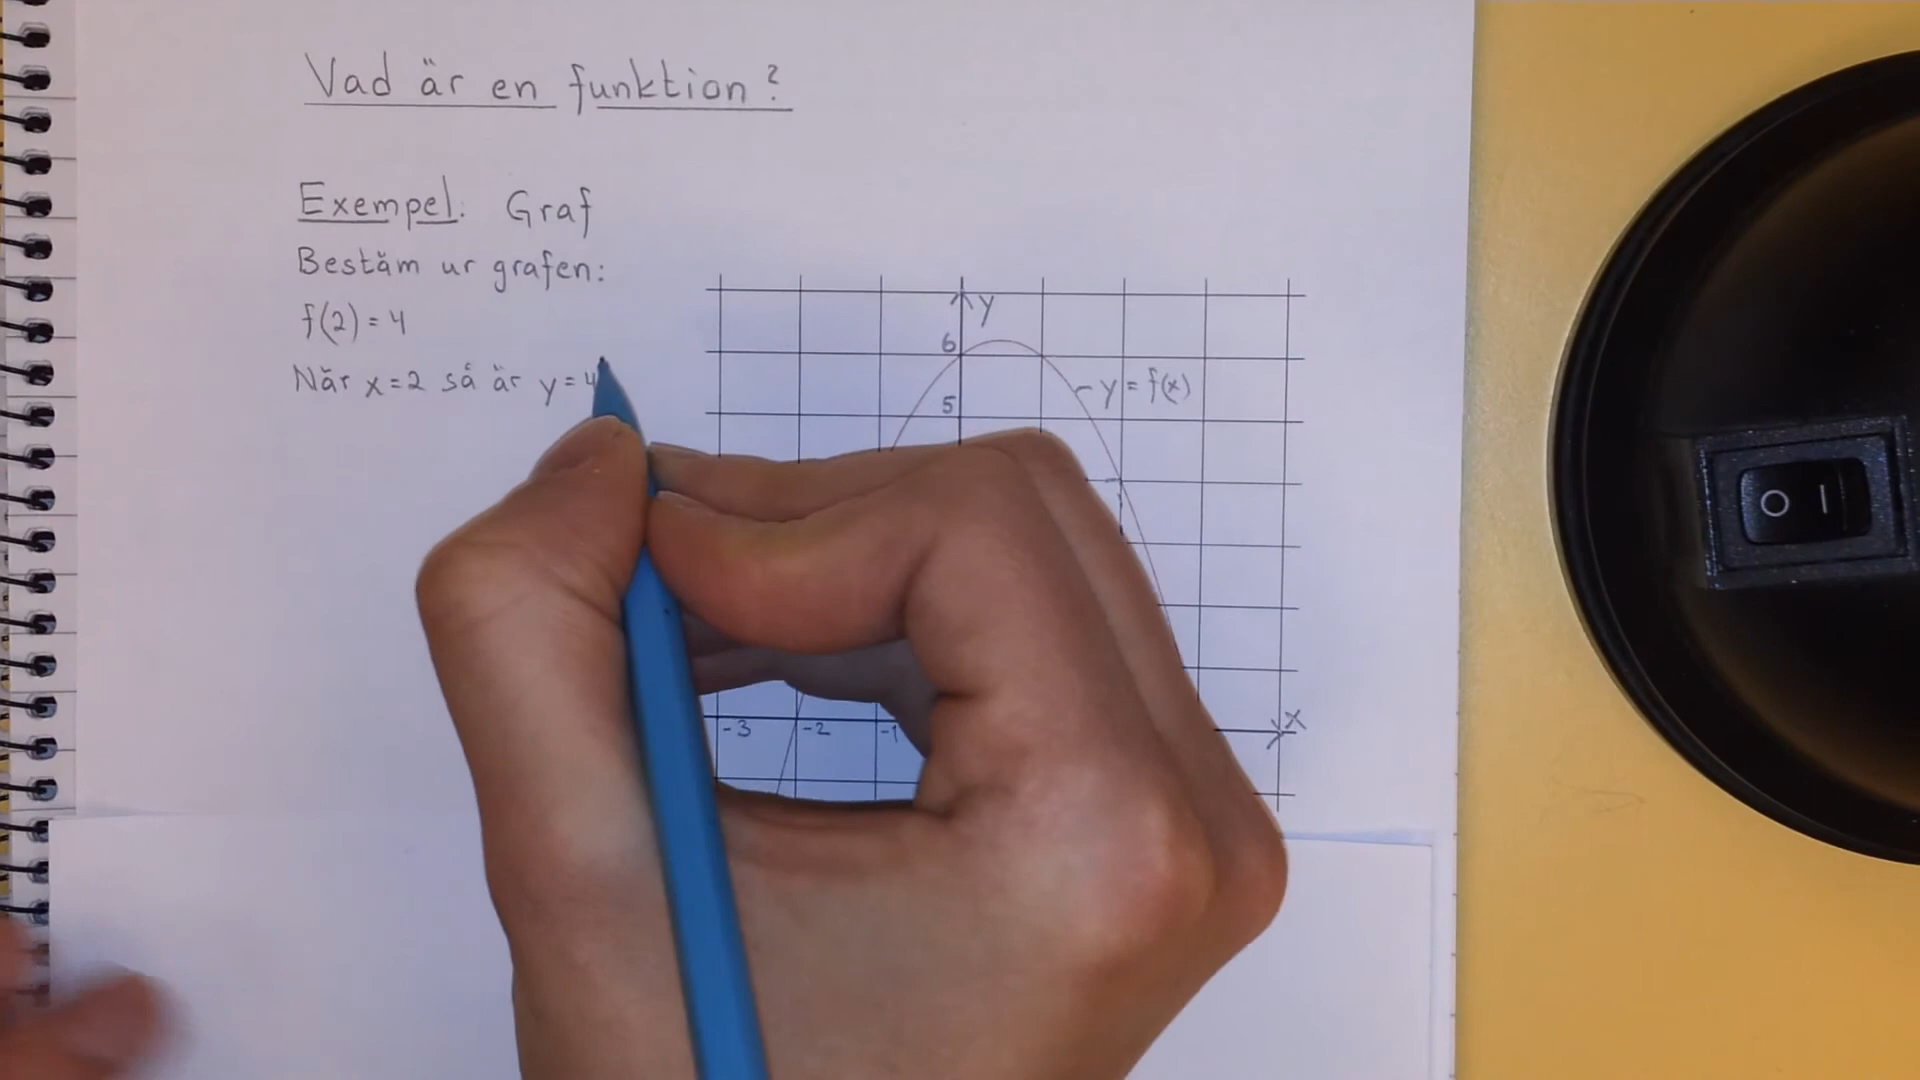 Vad är en funktion?
Exempel: Graf
Bestäm ur grafen:
f(2) = 4
När x = 2 så är y = 4
y
6
y = f(x)
5
x
-3 -2 -1
O I